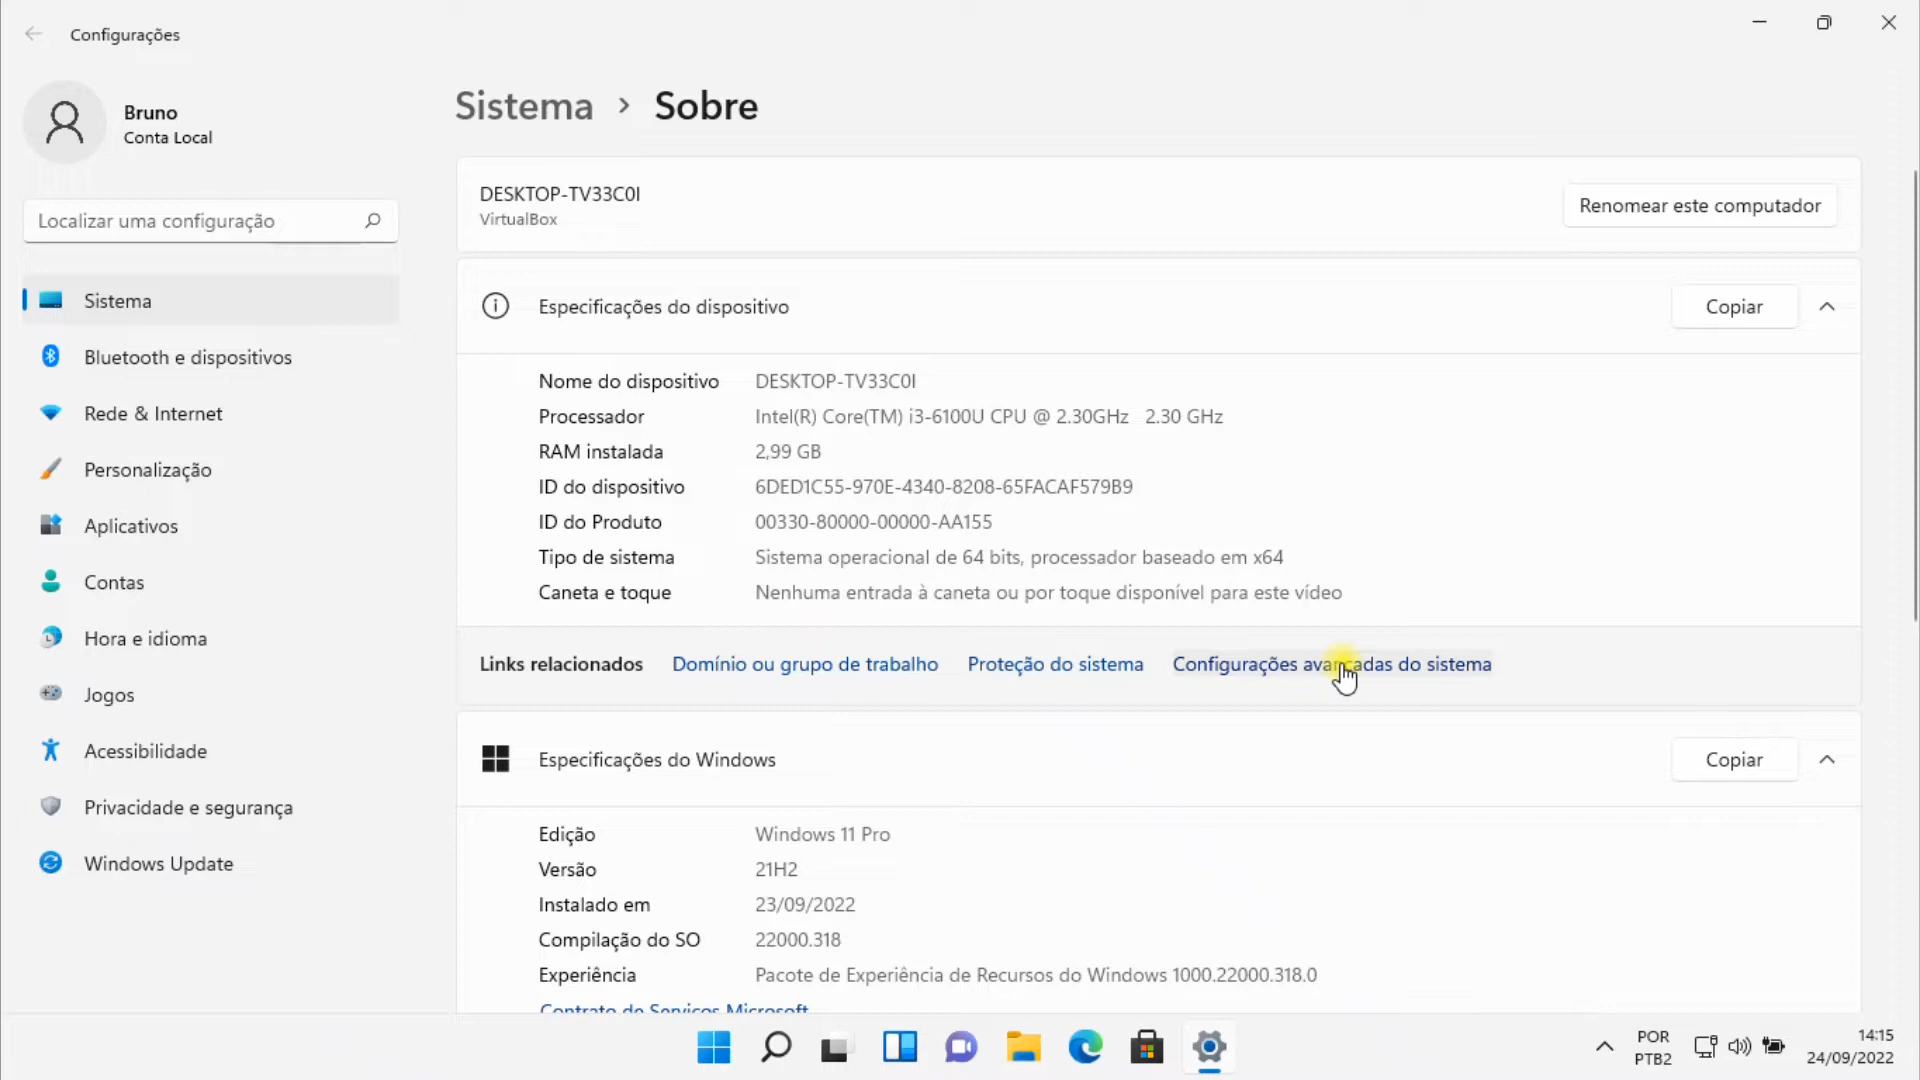 Configurações
Bruno
Conta Local
Localizar uma configuração
Sistema
Bluetooth e dispositivos
Rede & Internet
Personalização
Aplicativos
Contas
Hora e idioma
Jogos
Acessibilidade
Privacidade e segurança
Windows Update
Sistema > Sobre
DESKTOP-TV33C0I
VirtualBox
Renomear este computador
Especificações do dispositivo
Copiar
Nome do dispositivo DESKTOP-TV33C0I
Processador Intel(R) Core(TM) i3-6100U CPU @ 2.30GHz 2.30 GHz
RAM instalada 2,99 GB
ID do dispositivo 6DED1C55-970E-4340-8208-65FACAF579B9
ID do Produto 00330-80000-00000-AA155
Tipo de sistema Sistema operacional de 64 bits, processador baseado em x64
Caneta e toque Nenhuma entrada à caneta ou por toque disponível para este vídeo
Links relacionados Domínio ou grupo de trabalho Proteção do sistema Configurações avançadas do sistema
Especificações do Windows
Copiar
Edição Windows 11 Pro
Versão 21H2
Instalado em 23/09/2022
Compilação do SO 22000.318
Experiência Pacote de Experiência de Recursos do Windows 1000.22000.318.0
Contrato de Serviços Microsoft
POR
PTB2
14:15
24/09/2022